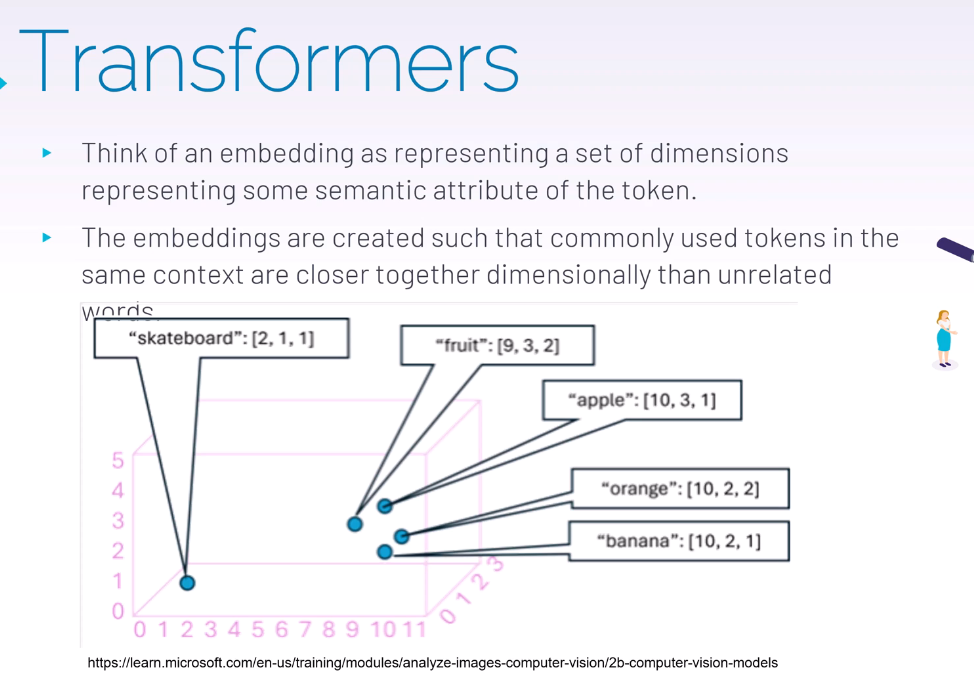 Transformers
Think of an embedding as representing a set of dimensions
representing some semantic attribute of the token.
The embeddings are created such that commonly used tokens in the
same context are closer together dimensionally than unrelated
words.
"skateboard": [2, 1, 1]
"fruit": [9, 3, 2]
"apple": [10, 3, 1]
"orange": [10, 2, 2]
"banana": [10, 2, 1]
5
4
3
2
1
0
0 1 2 3 4 5 6 7 8 9 10 11
0 1 2 3
https://learn.microsoft.com/en-us/training/modules/analyze-images-computer-vision/2b-computer-vision-models